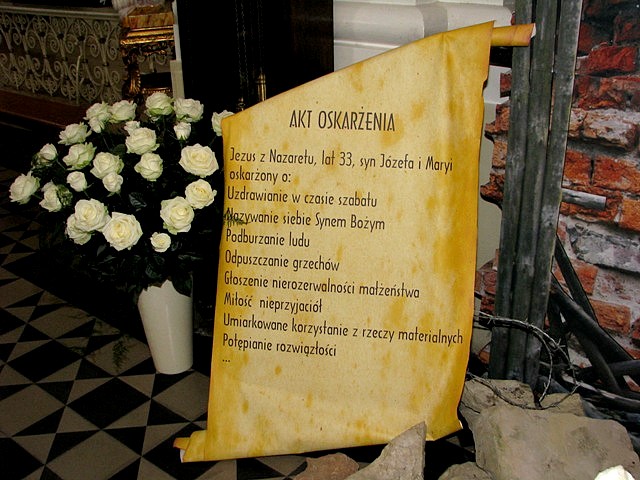 AKT OSKARŻENIA
Jezus z Nazaretu, lat 33, syn Józefa i Maryi
oskarżony o:
Uzdrawianie w czasie szabału
Nazywanie siebie Synem Bożym
Podburzanie ludu
Odpuszczanie grzechów
Głoszenie nierozerwalności małżeństwa
Miłość nieprzyjaciół
Umiarkowane korzystanie z rzeczy materialnych
Potępianie rozwiązłości
...